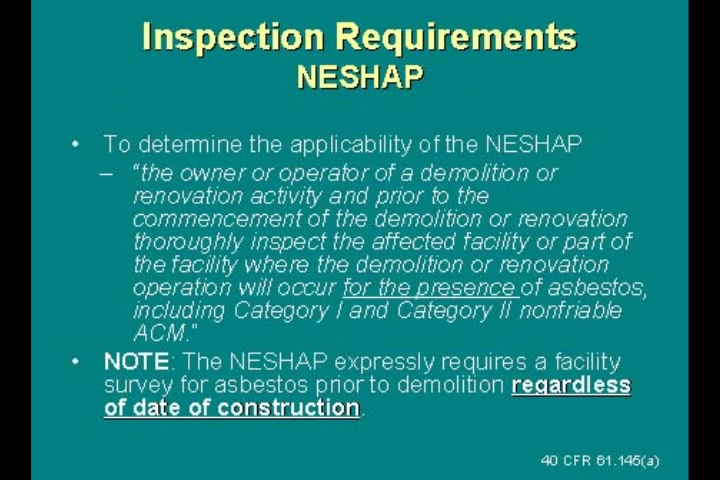 Inspection Requirements
NESHAP
• To determine the applicability of the NESHAP
– "the owner or operator of a demolition or
renovation activity and prior to the
commencement of the demolition or renovation
thoroughly inspect the affected facility or part of
the facility where the demolition or renovation
operation will occur for the presence of asbestos,
including Category I and Category II nonfriable
ACM."
• NOTE: The NESHAP expressly requires a facility
survey for asbestos prior to demolition regardless
of date of construction.
40 CFR 61.145(a)